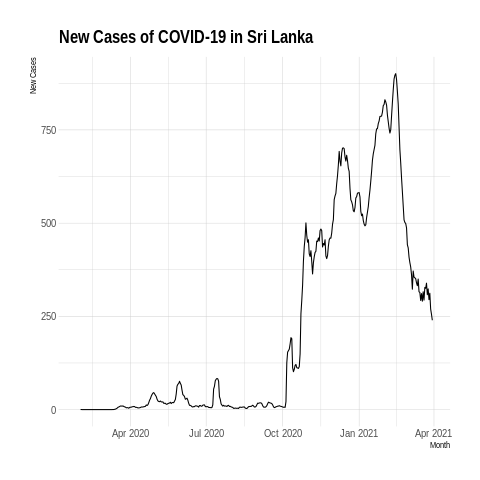 New Cases of COVID-19 in Sri Lanka
New Cases
750
500
250
0
Apr 2020 Jul 2020 Oct 2020 Jan 2021 Apr 2021
Month